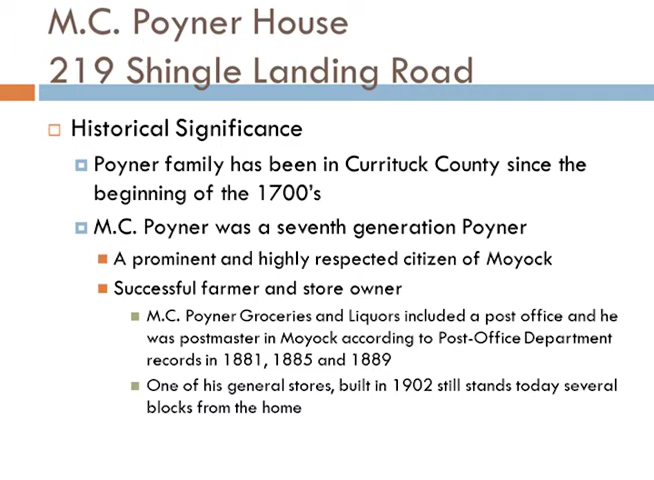 M.C. Poyner House
219 Shingle Landing Road
Historical Significance
Poyner family has been in Currituck County since the
beginning of the 1700's
M.C. Poyner was a seventh generation Poyner
A prominent and highly respected citizen of Moyock
Successful farmer and store owner
M.C. Poyner Groceries and Liquors included a post office and he
was postmaster in Moyock according to Post-Office Department
records in 1881, 1885 and 1889
One of his general stores, built in 1902 still stands today several
blocks from the home